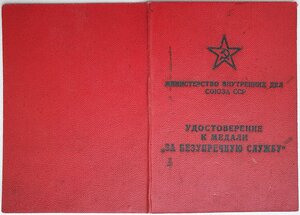 МИНИСТЕРСТВО ВНУТРЕННИХ ДЕЛ
СОЮЗА ССР
УДОСТОВЕРЕНИЕ
К МЕДАЛИ
„ЗА БЕЗУПРЕЧНУЮ СЛУЖБУ"